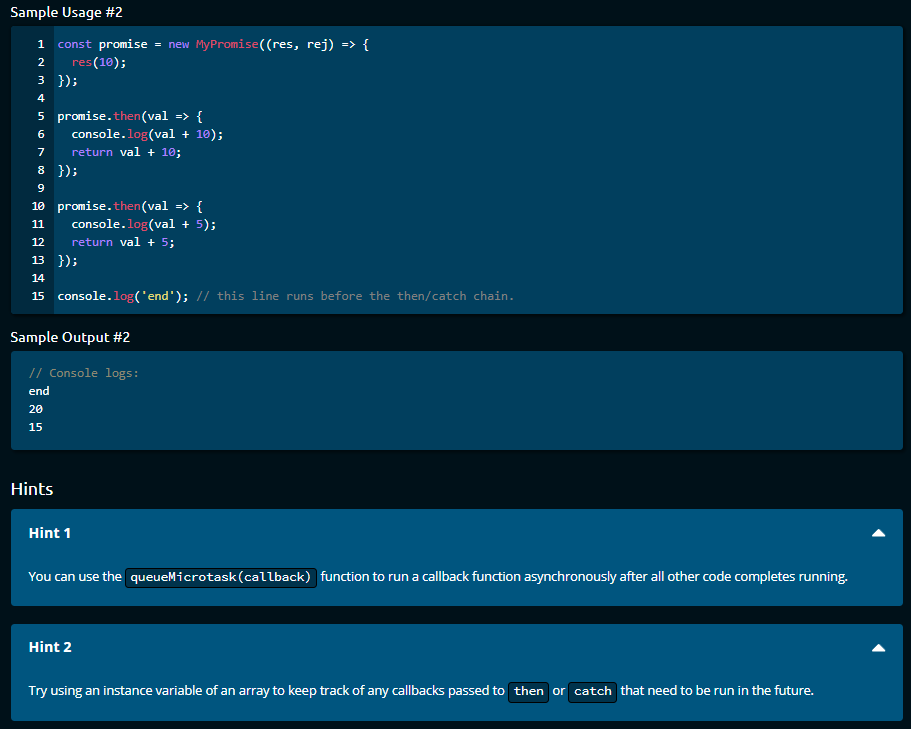 Sample Usage #2
1 const promise = new MyPromise((res, rej) => {
2   res(10);
3 });
4
5 promise.then(val => {
6   console.log(val + 10);
7   return val + 10;
8 });
9
10 promise.then(val => {
11   console.log(val + 5);
12   return val + 5;
13 });
14
15 console.log('end'); // this line runs before the then/catch chain.
Sample Output #2
// Console logs:
end
20
15
Hints
Hint 1
You can use the queueMicrotask(callback) function to run a callback function asynchronously after all other code completes running.
Hint 2
Try using an instance variable of an array to keep track of any callbacks passed to then or catch that need to be run in the future.